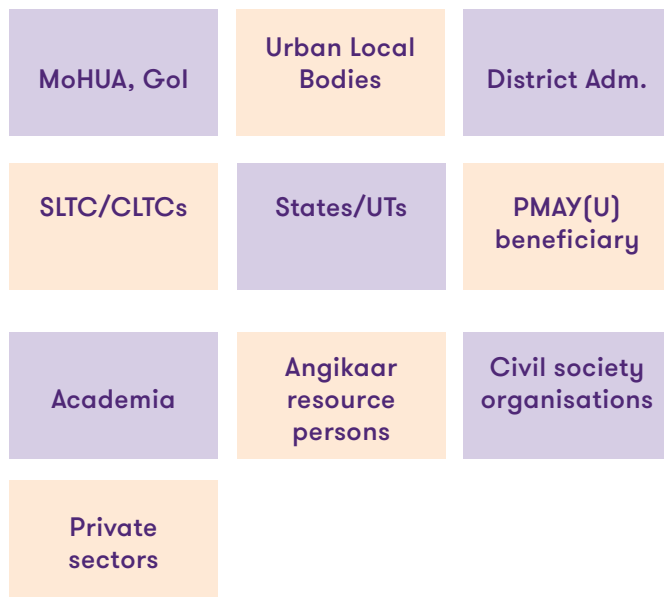 MoHUA, GoI
Urban Local
Bodies
District Adm.
SLTC/CLTCs
States/UTs
PMAY(U)
beneficiary
Academia
Angikaar
resource
persons
Civil society
organisations
Private
sectors